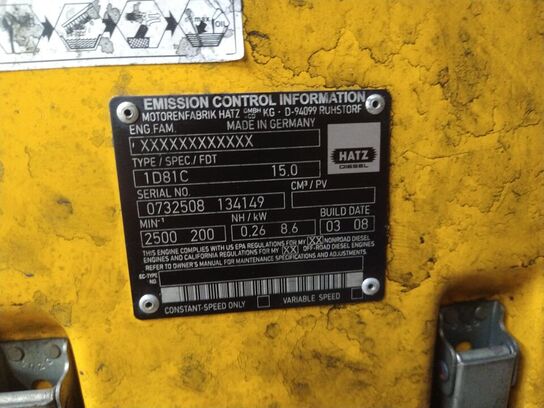 max.
OIL
EMISSION CONTROL INFORMATION
MOTORENFABRIK HATZ GMBH +CO KG · D-94099 RUHSTORF
ENG FAM. MADE IN GERMANY
XXXXXXXXXXXX
TYPE / SPEC / FDT
HATZ
DIESEL
1D81C 15.0
SERIAL NO. CM³ / PV
0732508 134149
MIN⁻¹ NH / kW BUILD DATE
2500 200 0.26 8.6 03 08
THIS ENGINE COMPLIES WITH US EPA REGULATIONS FOR MY XX NONROAD DIESEL
ENGINES AND CALIFORNIA REGULATIONS FOR MY XX OFF-ROAD DIESEL ENGINES
REFER TO OWNER'S MANUAL FOR MAINTENANCE SPECIFICATIONS AND ADJUSTMENTS.
EC-TYPE
NO
CONSTANT-SPEED ONLY VARIABLE SPEED